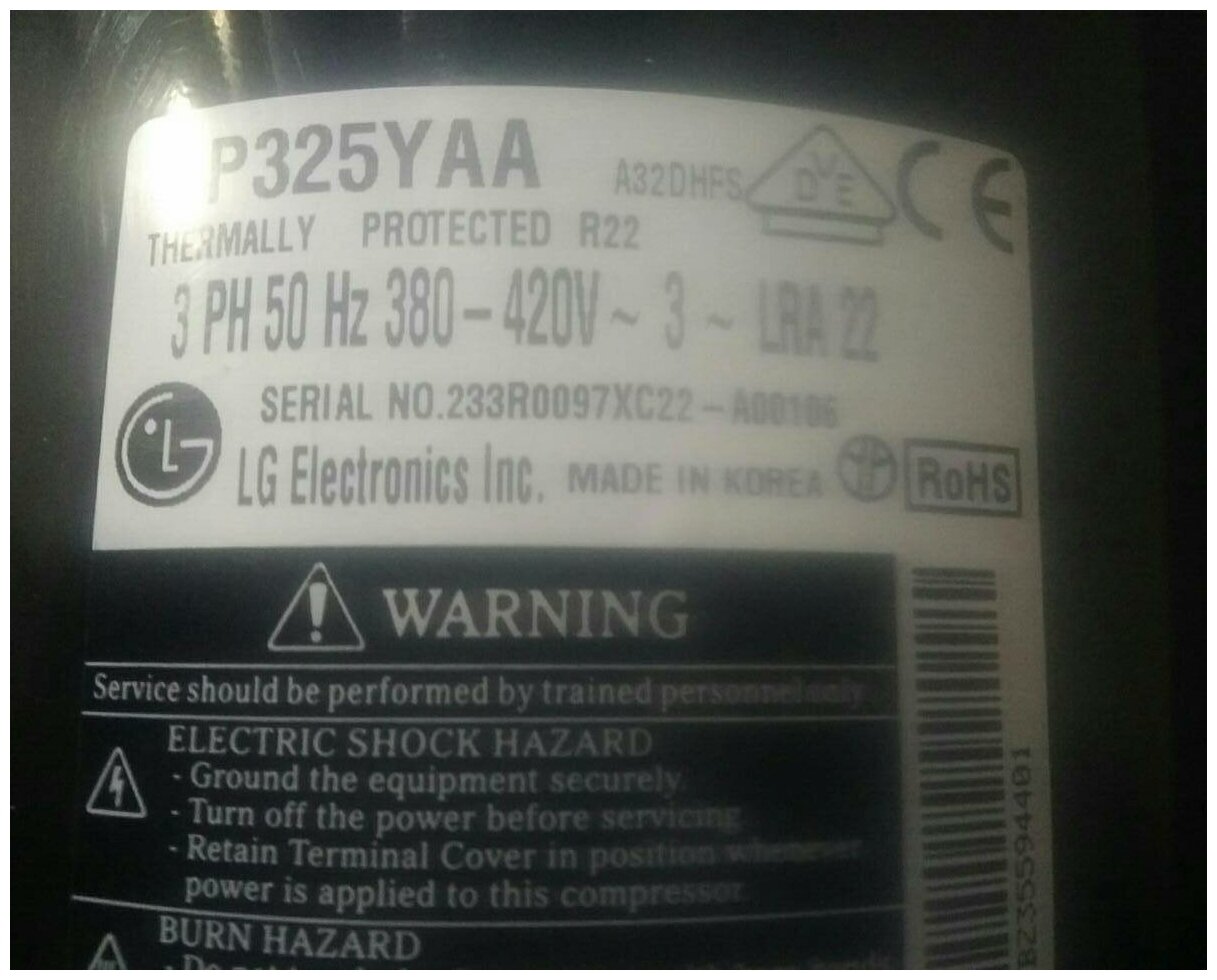 P325YAA
A32DHFS
DVE
CE
THERMALLY PROTECTED R22
3 PH 50 Hz 380-420V ~ 3 ~ LRA 22
SERIAL NO.233R0097XC22-A00106
LG
LG Electronics Inc. MADE IN KOREA
RoHS
WARNING
Service should be performed by trained personnel only.
ELECTRIC SHOCK HAZARD
- Ground the equipment securely.
- Turn off the power before servicing.
- Retain Terminal Cover in position whenever
power is applied to this compressor.
BURN HAZARD